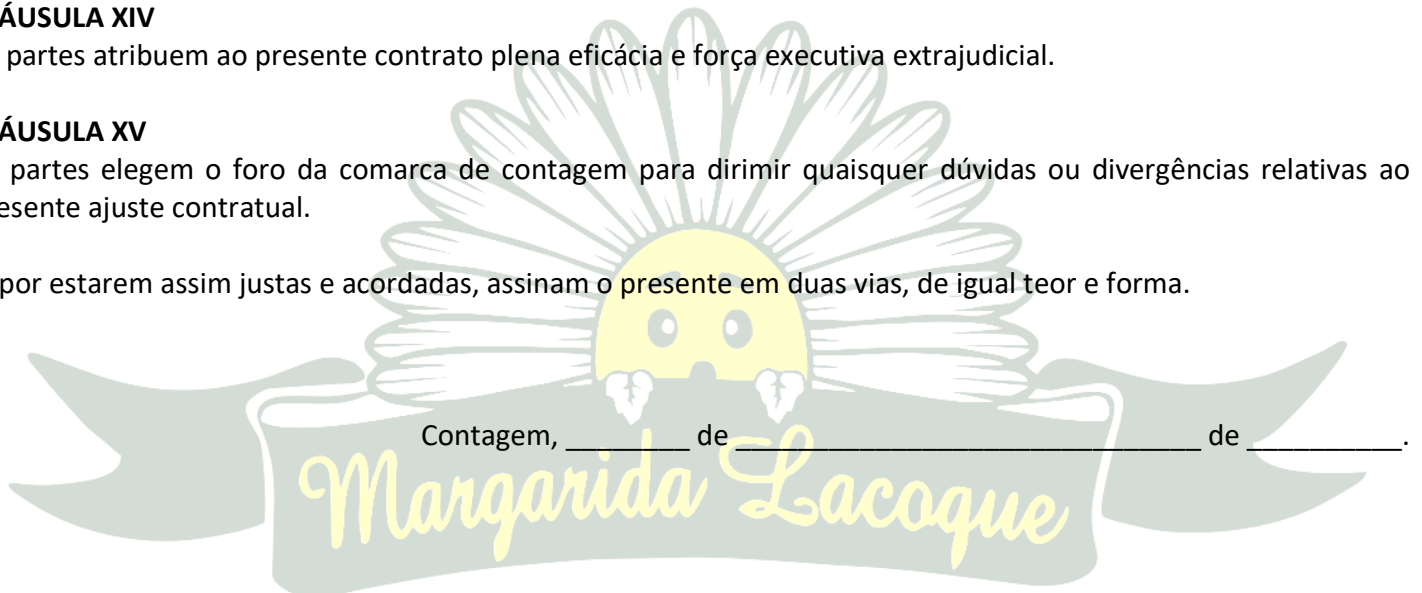 ÁUSULA XIV
partes atribuem ao presente contrato plena eficácia e força executiva extrajudicial.
ÁUSULA XV
partes elegem o foro da comarca de contagem para dirimir quaisquer dúvidas ou divergências relativas ao
esente ajuste contratual.
por estarem assim justas e acordadas, assinam o presente em duas vias, de igual teor e forma.
Contagem, ________ de ______________________________ de __________.
Margarida Lacoque